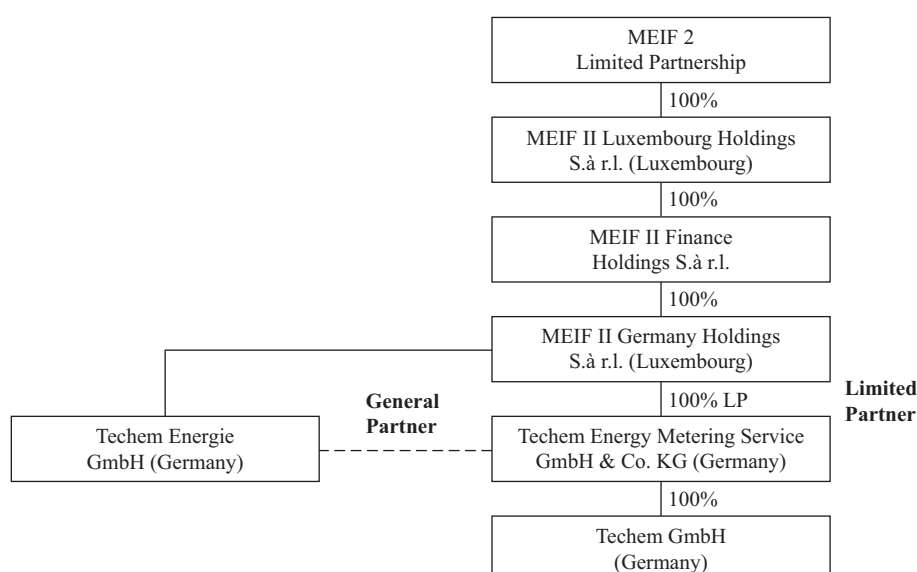 MEIF 2
Limited Partnership
100%
MEIF II Luxembourg Holdings
S.à r.l. (Luxembourg)
100%
MEIF II Finance
Holdings S.à r.l.
100%
MEIF II Germany Holdings
S.à r.l. (Luxembourg)
General
Partner
100% LP
Limited
Partner
Techem Energie
GmbH (Germany)
Techem Energy Metering Service
GmbH & Co. KG (Germany)
100%
Techem GmbH
(Germany)